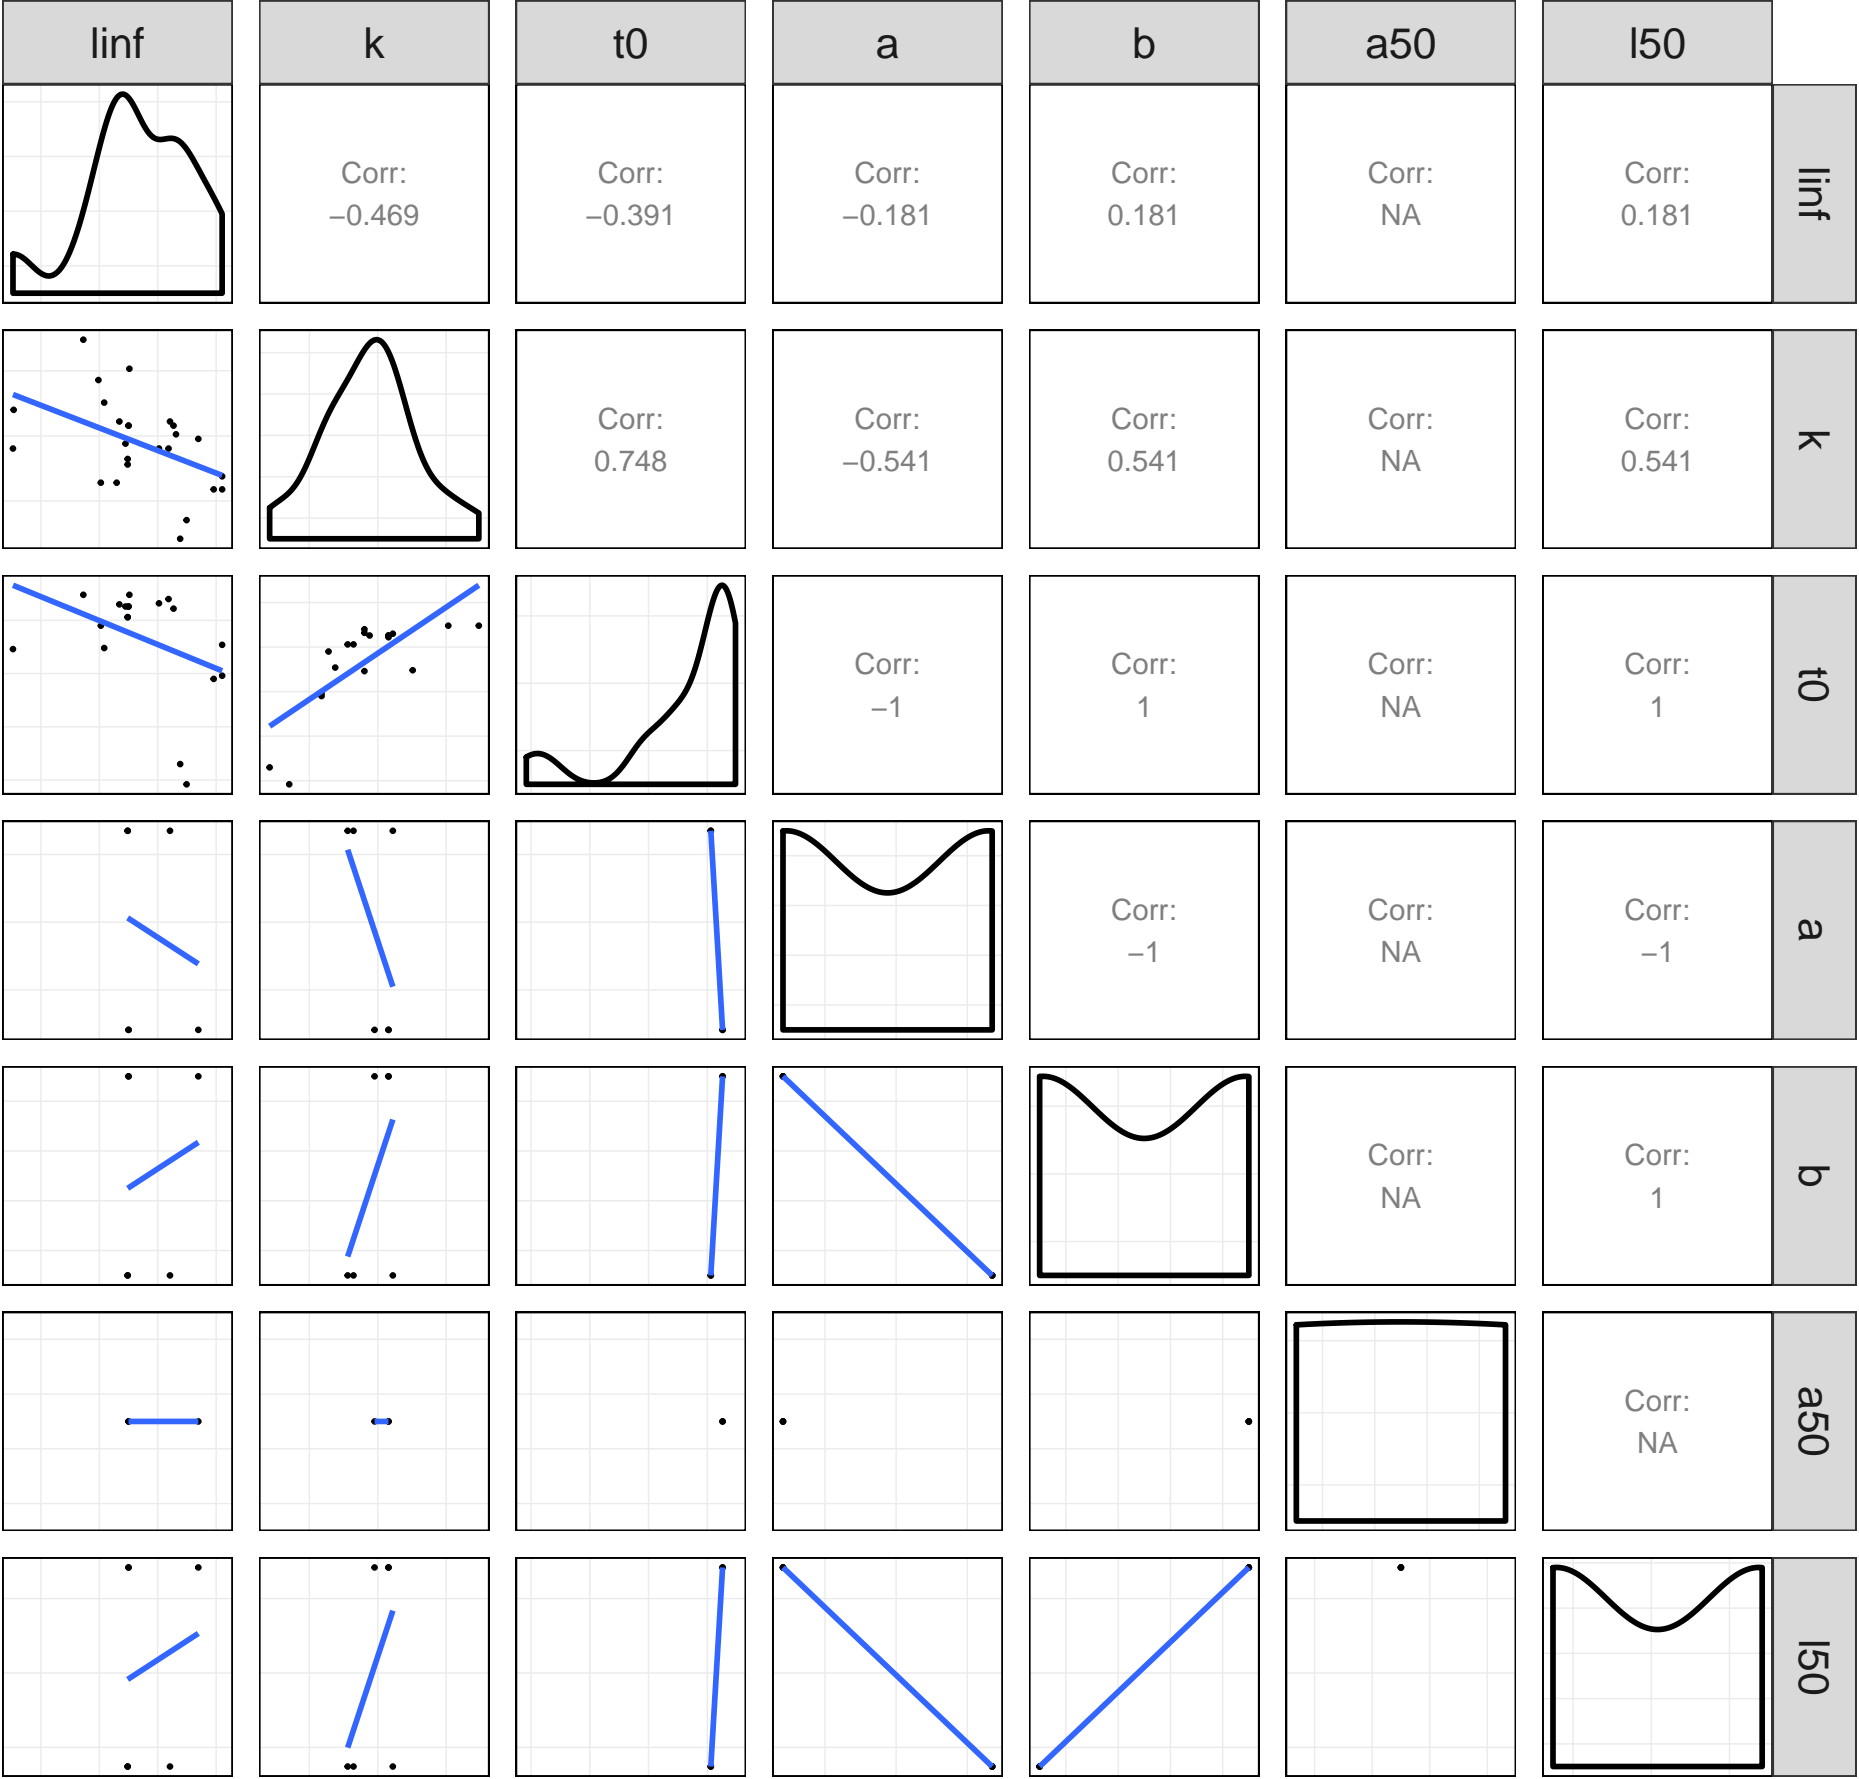 linf k t0 a b a50 l50
Corr: Corr: Corr: Corr: Corr: Corr:
−0.469 −0.391 −0.181 0.181 NA 0.181
linf
Corr: Corr: Corr: Corr: Corr:
0.748 −0.541 0.541 NA 0.541
k
Corr: Corr: Corr: Corr:
−1 1 NA 1
t0
Corr: Corr: Corr:
−1 NA −1
a
Corr: Corr:
NA 1
b
Corr:
NA
a50
l50